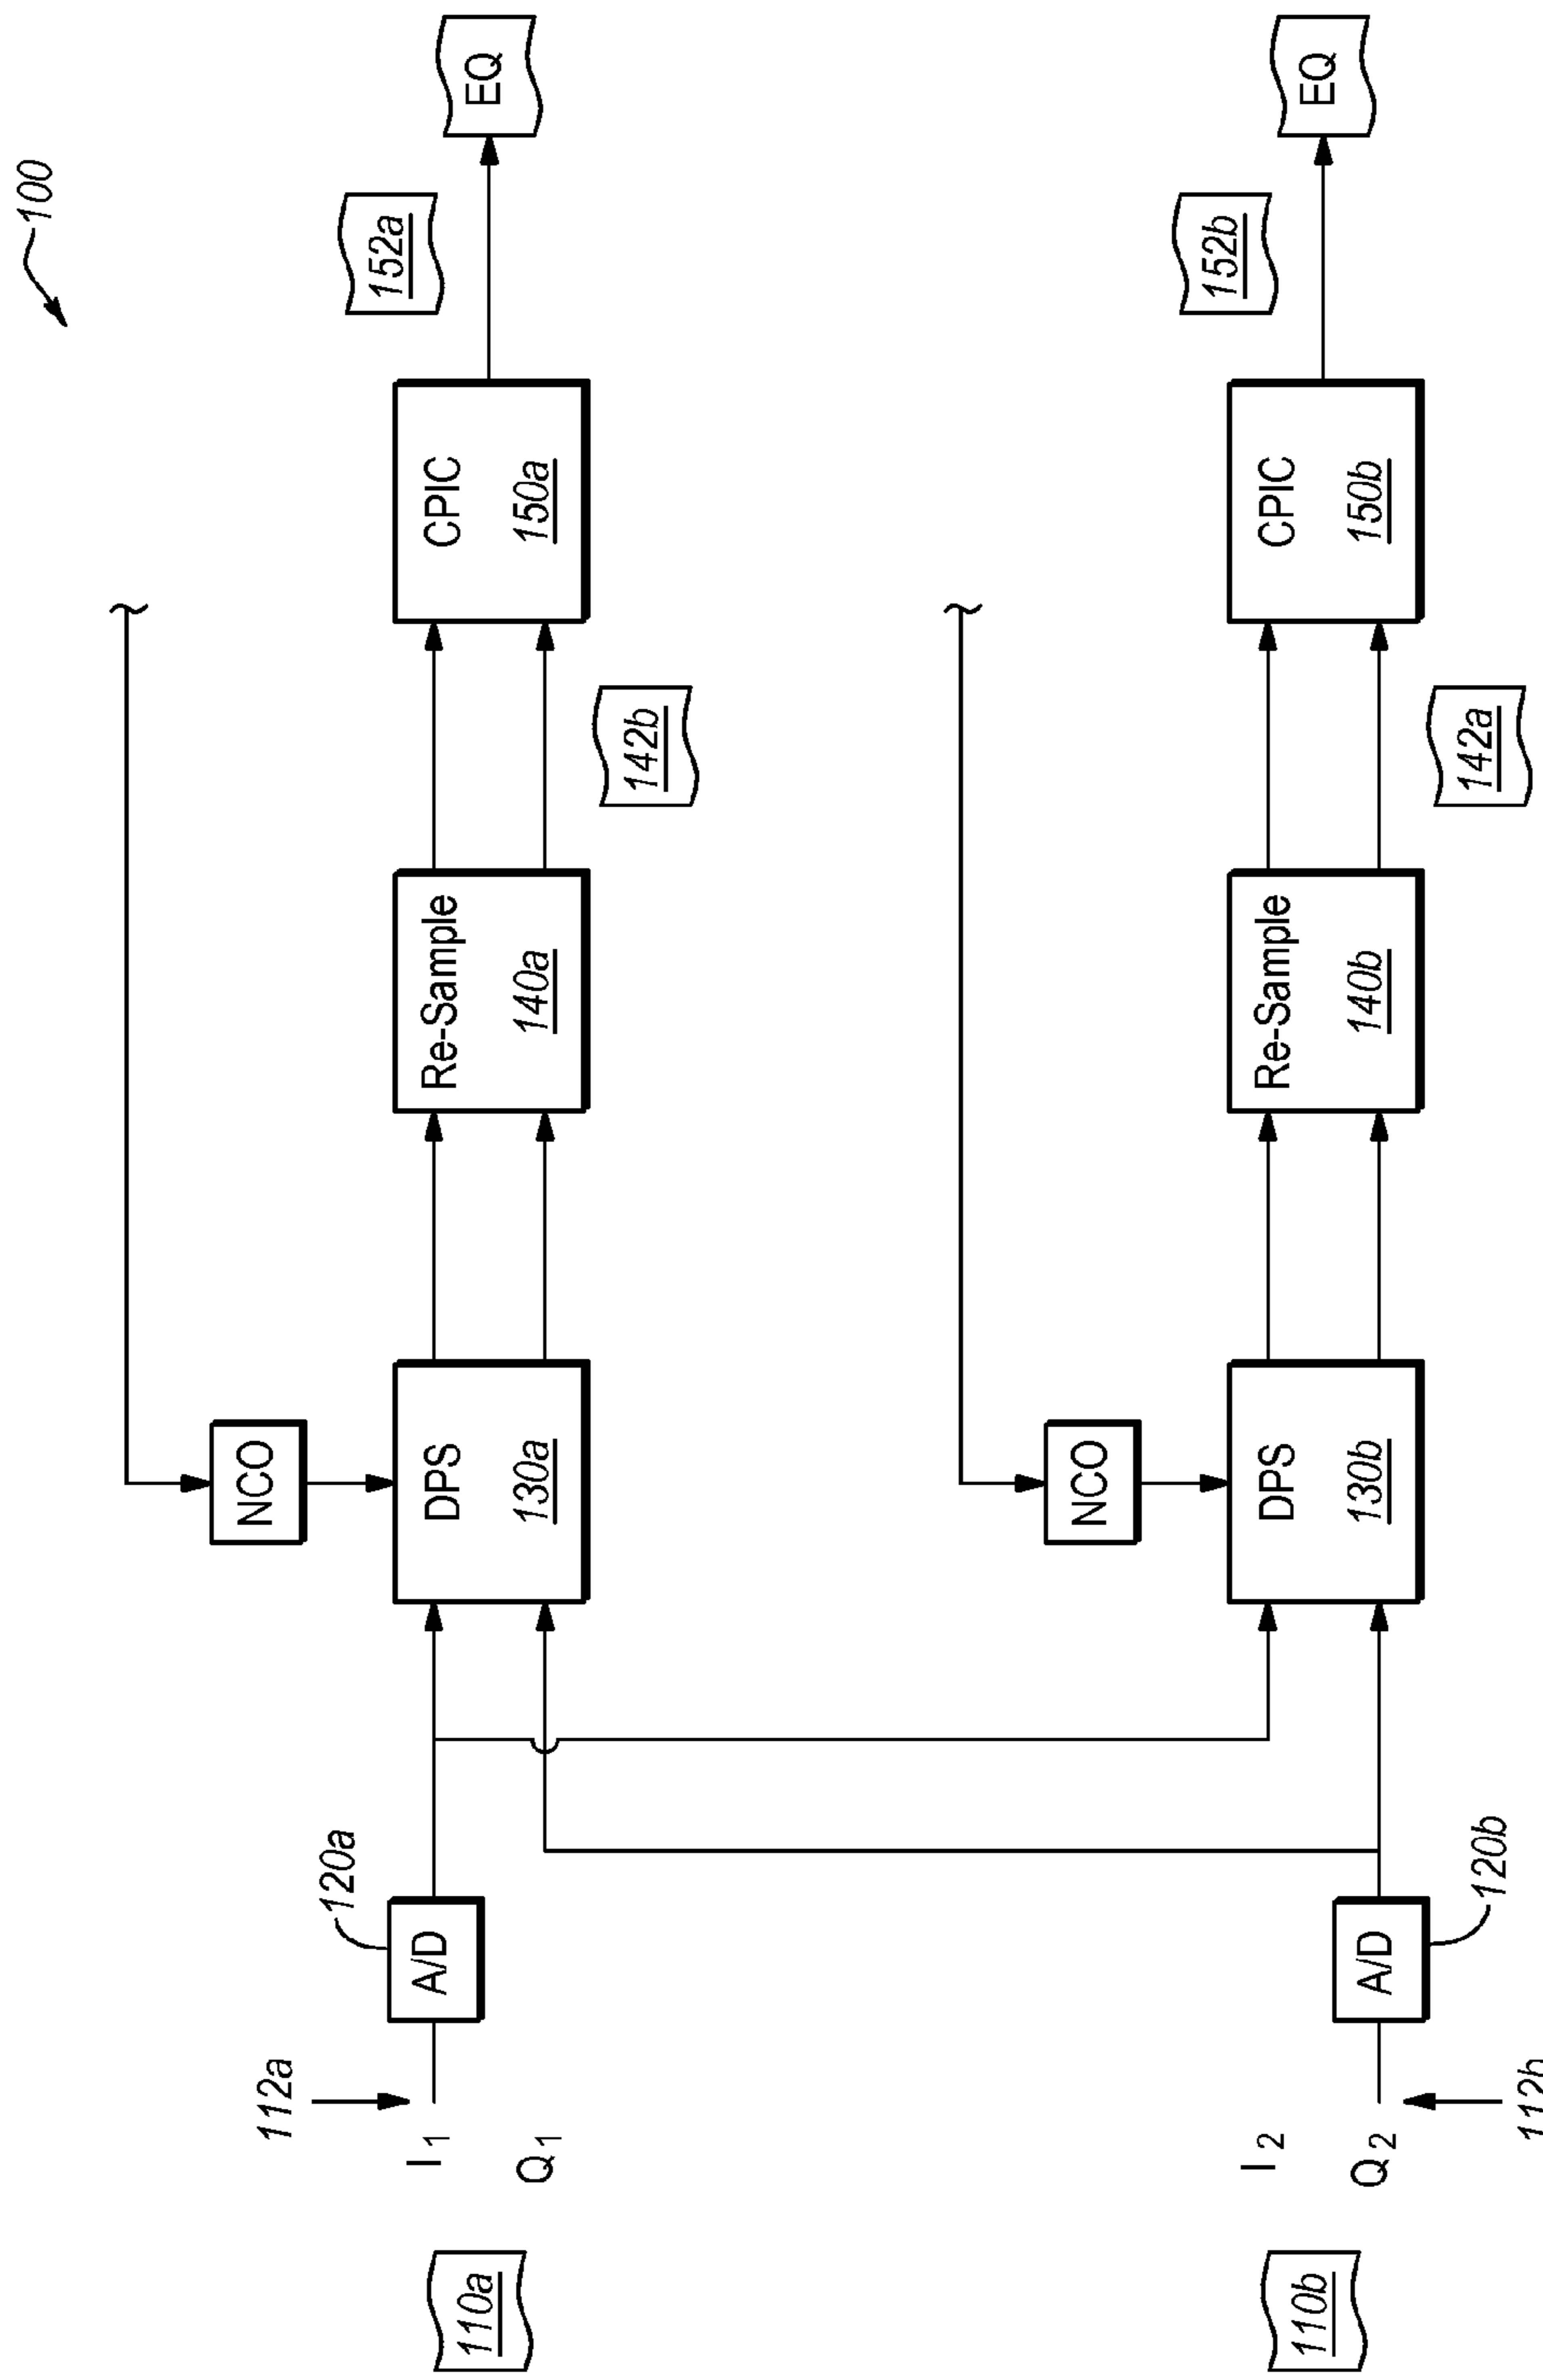 100
110a
I1
Q1
112a
A/D
120a
NCO
DPS
130a
Re-Sample
140a
142b
CPIC
150a
152a
EQ
110b
I2
Q2
112b
A/D
120b
NCO
DPS
130b
Re-Sample
140b
142a
CPIC
150b
152b
EQ